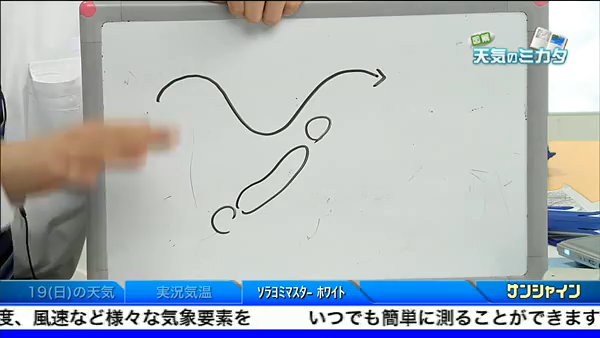 図解
天気のミカタ
19(日)の天気 実況気温 ソラヨミマスター ホワイト サンシャイン
度、風速など様々な気象要素を いつでも簡単に測ることができます